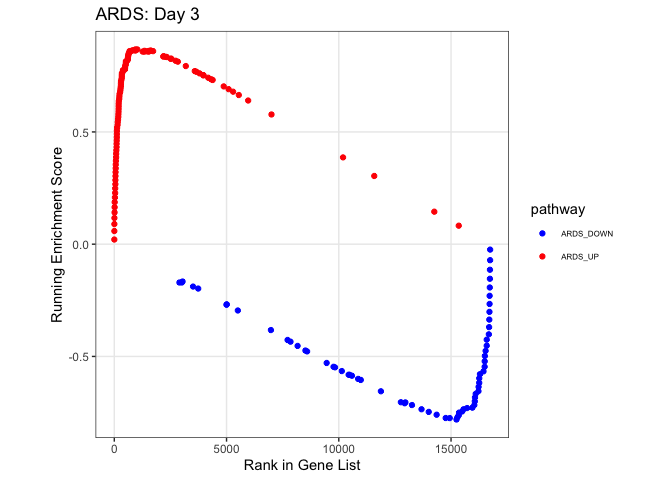 ARDS: Day 3
Running Enrichment Score
0.5
0.0
-0.5
0
5000
10000
15000
Rank in Gene List
pathway
ARDS_DOWN
ARDS_UP